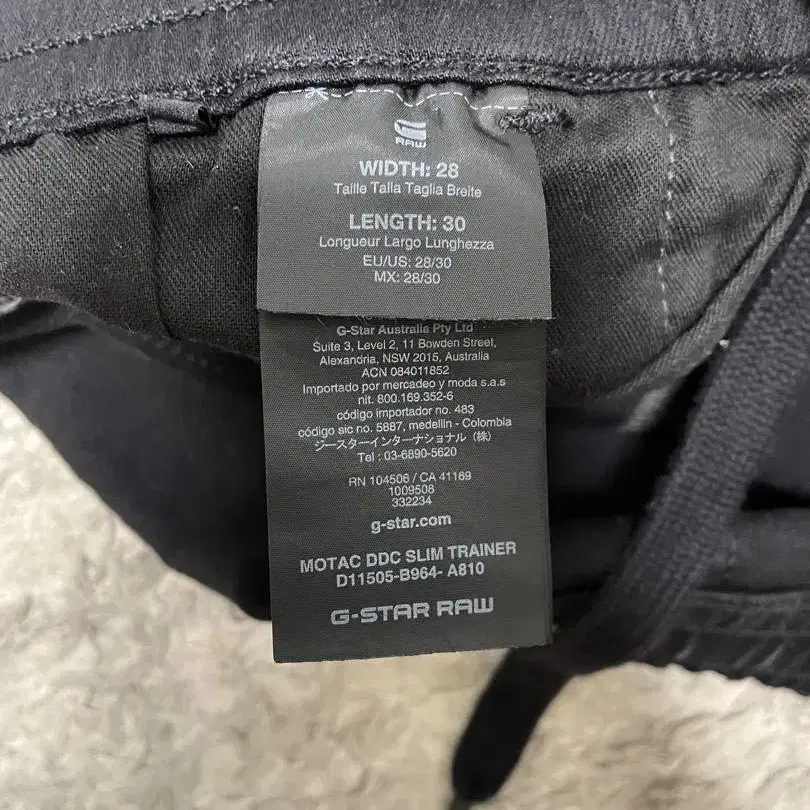 RAW
WIDTH: 28
Taille Talla Taglia Breite
LENGTH: 30
Longueur Largo Lunghezza
EU/US: 28/30
MX: 28/30
G-Star Australia Pty Ltd
Suite 3, Level 2, 11 Bowden Street,
Alexandria, NSW 2015, Australia
ACN 084011852
Importado por mercadeo y moda s.a.s
nit. 800.169.352-6
código importador no. 483
código sic no. 5887, medellin - Colombia
ジースターインターナショナル (株)
Tel : 03-6890-5620
RN 104506 / CA 41169
1009508
332234
g-star.com
MOTAC DDC SLIM TRAINER
D11505-B964- A810
G-STAR RAW